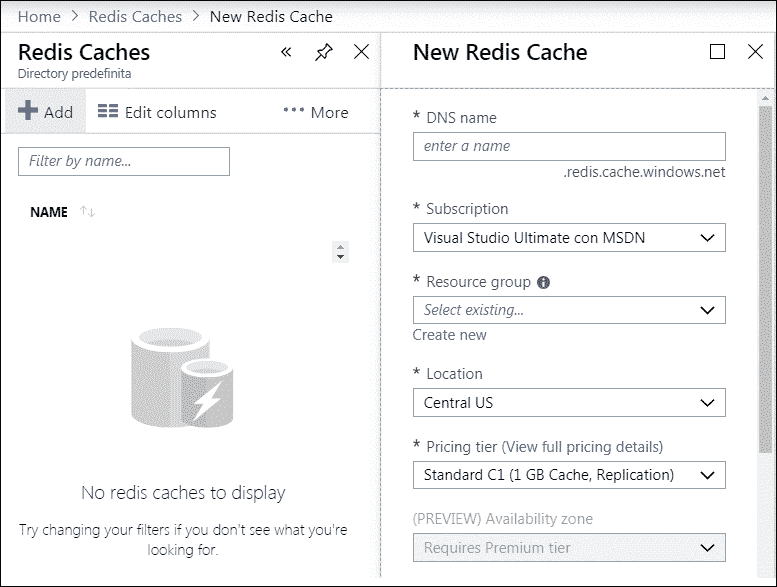 Home > Redis Caches > New Redis Cache
Redis Caches
Directory predefinita
Add Edit columns ··· More
Filter by name...
NAME
No redis caches to display
Try changing your filters if you don't see what you're
looking for.
New Redis Cache
* DNS name
enter a name
.redis.cache.windows.net
* Subscription
Visual Studio Ultimate con MSDN
* Resource group
Select existing...
Create new
* Location
Central US
* Pricing tier (View full pricing details)
Standard C1 (1 GB Cache, Replication)
(PREVIEW) Availability zone
Requires Premium tier